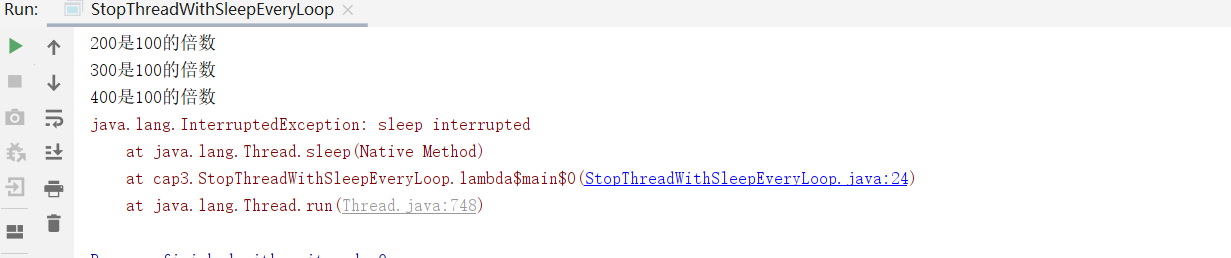 Run: StopThreadWithSleepEveryLoop
200是100的倍数
300是100的倍数
400是100的倍数
java.lang.InterruptedException: sleep interrupted
at java.lang.Thread.sleep(Native Method)
at cap3.StopThreadWithSleepEveryLoop.lambda$main$0(StopThreadWithSleepEveryLoop.java:24)
at java.lang.Thread.run(Thread.java:748)